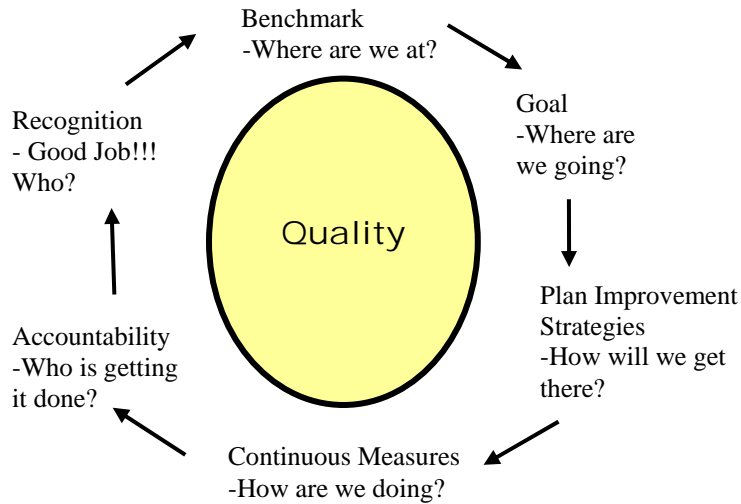 Benchmark
-Where are we at?
Goal
-Where are
we going?
Plan Improvement
Strategies
-How will we get
there?
Continuous Measures
-How are we doing?
Accountability
-Who is getting
it done?
Recognition
- Good Job!!!
Who?
Quality